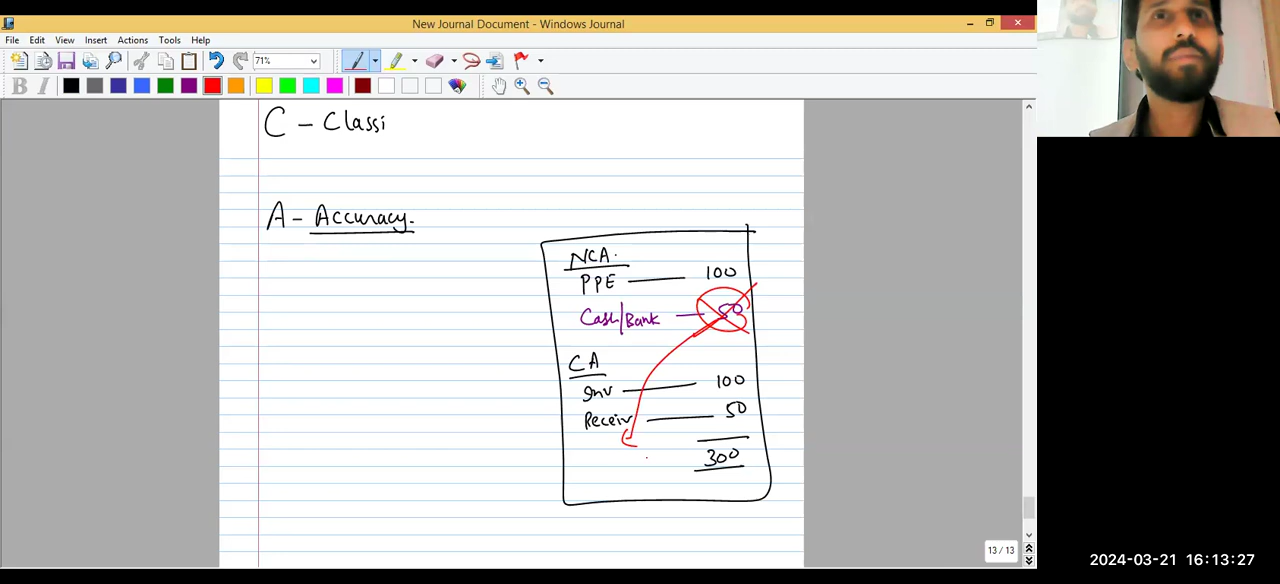 New Journal Document - Windows Journal
File Edit View Insert Actions Tools Help
71%
B I
C - Classi
A - Accuracy.
NCA.
PPE — 100
Cash/Bank — 50
CA
Inv — 100
Receiv — 50
300
13 / 13
2024-03-21 16:13:27